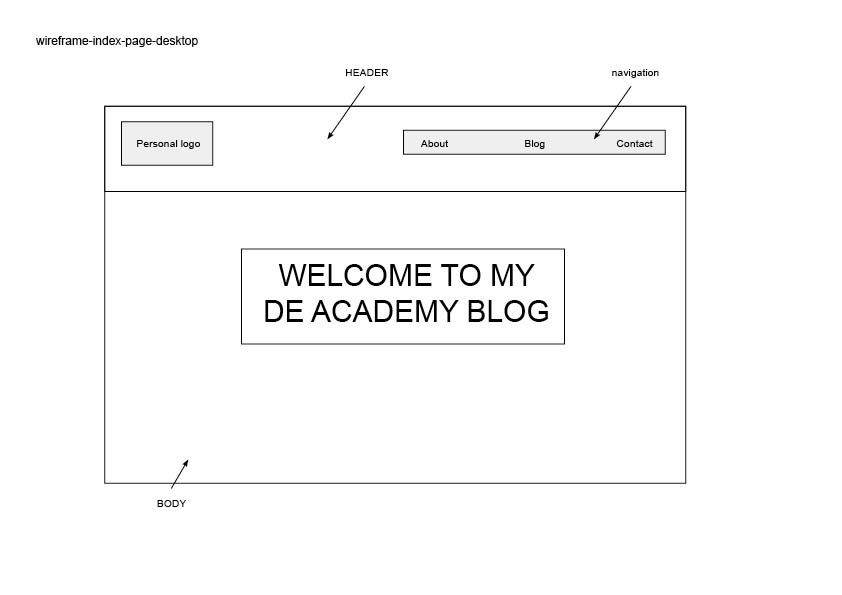 wireframe-index-page-desktop
HEADER
navigation
Personal logo
About
Blog
Contact
WELCOME TO MY
DE ACADEMY BLOG
BODY